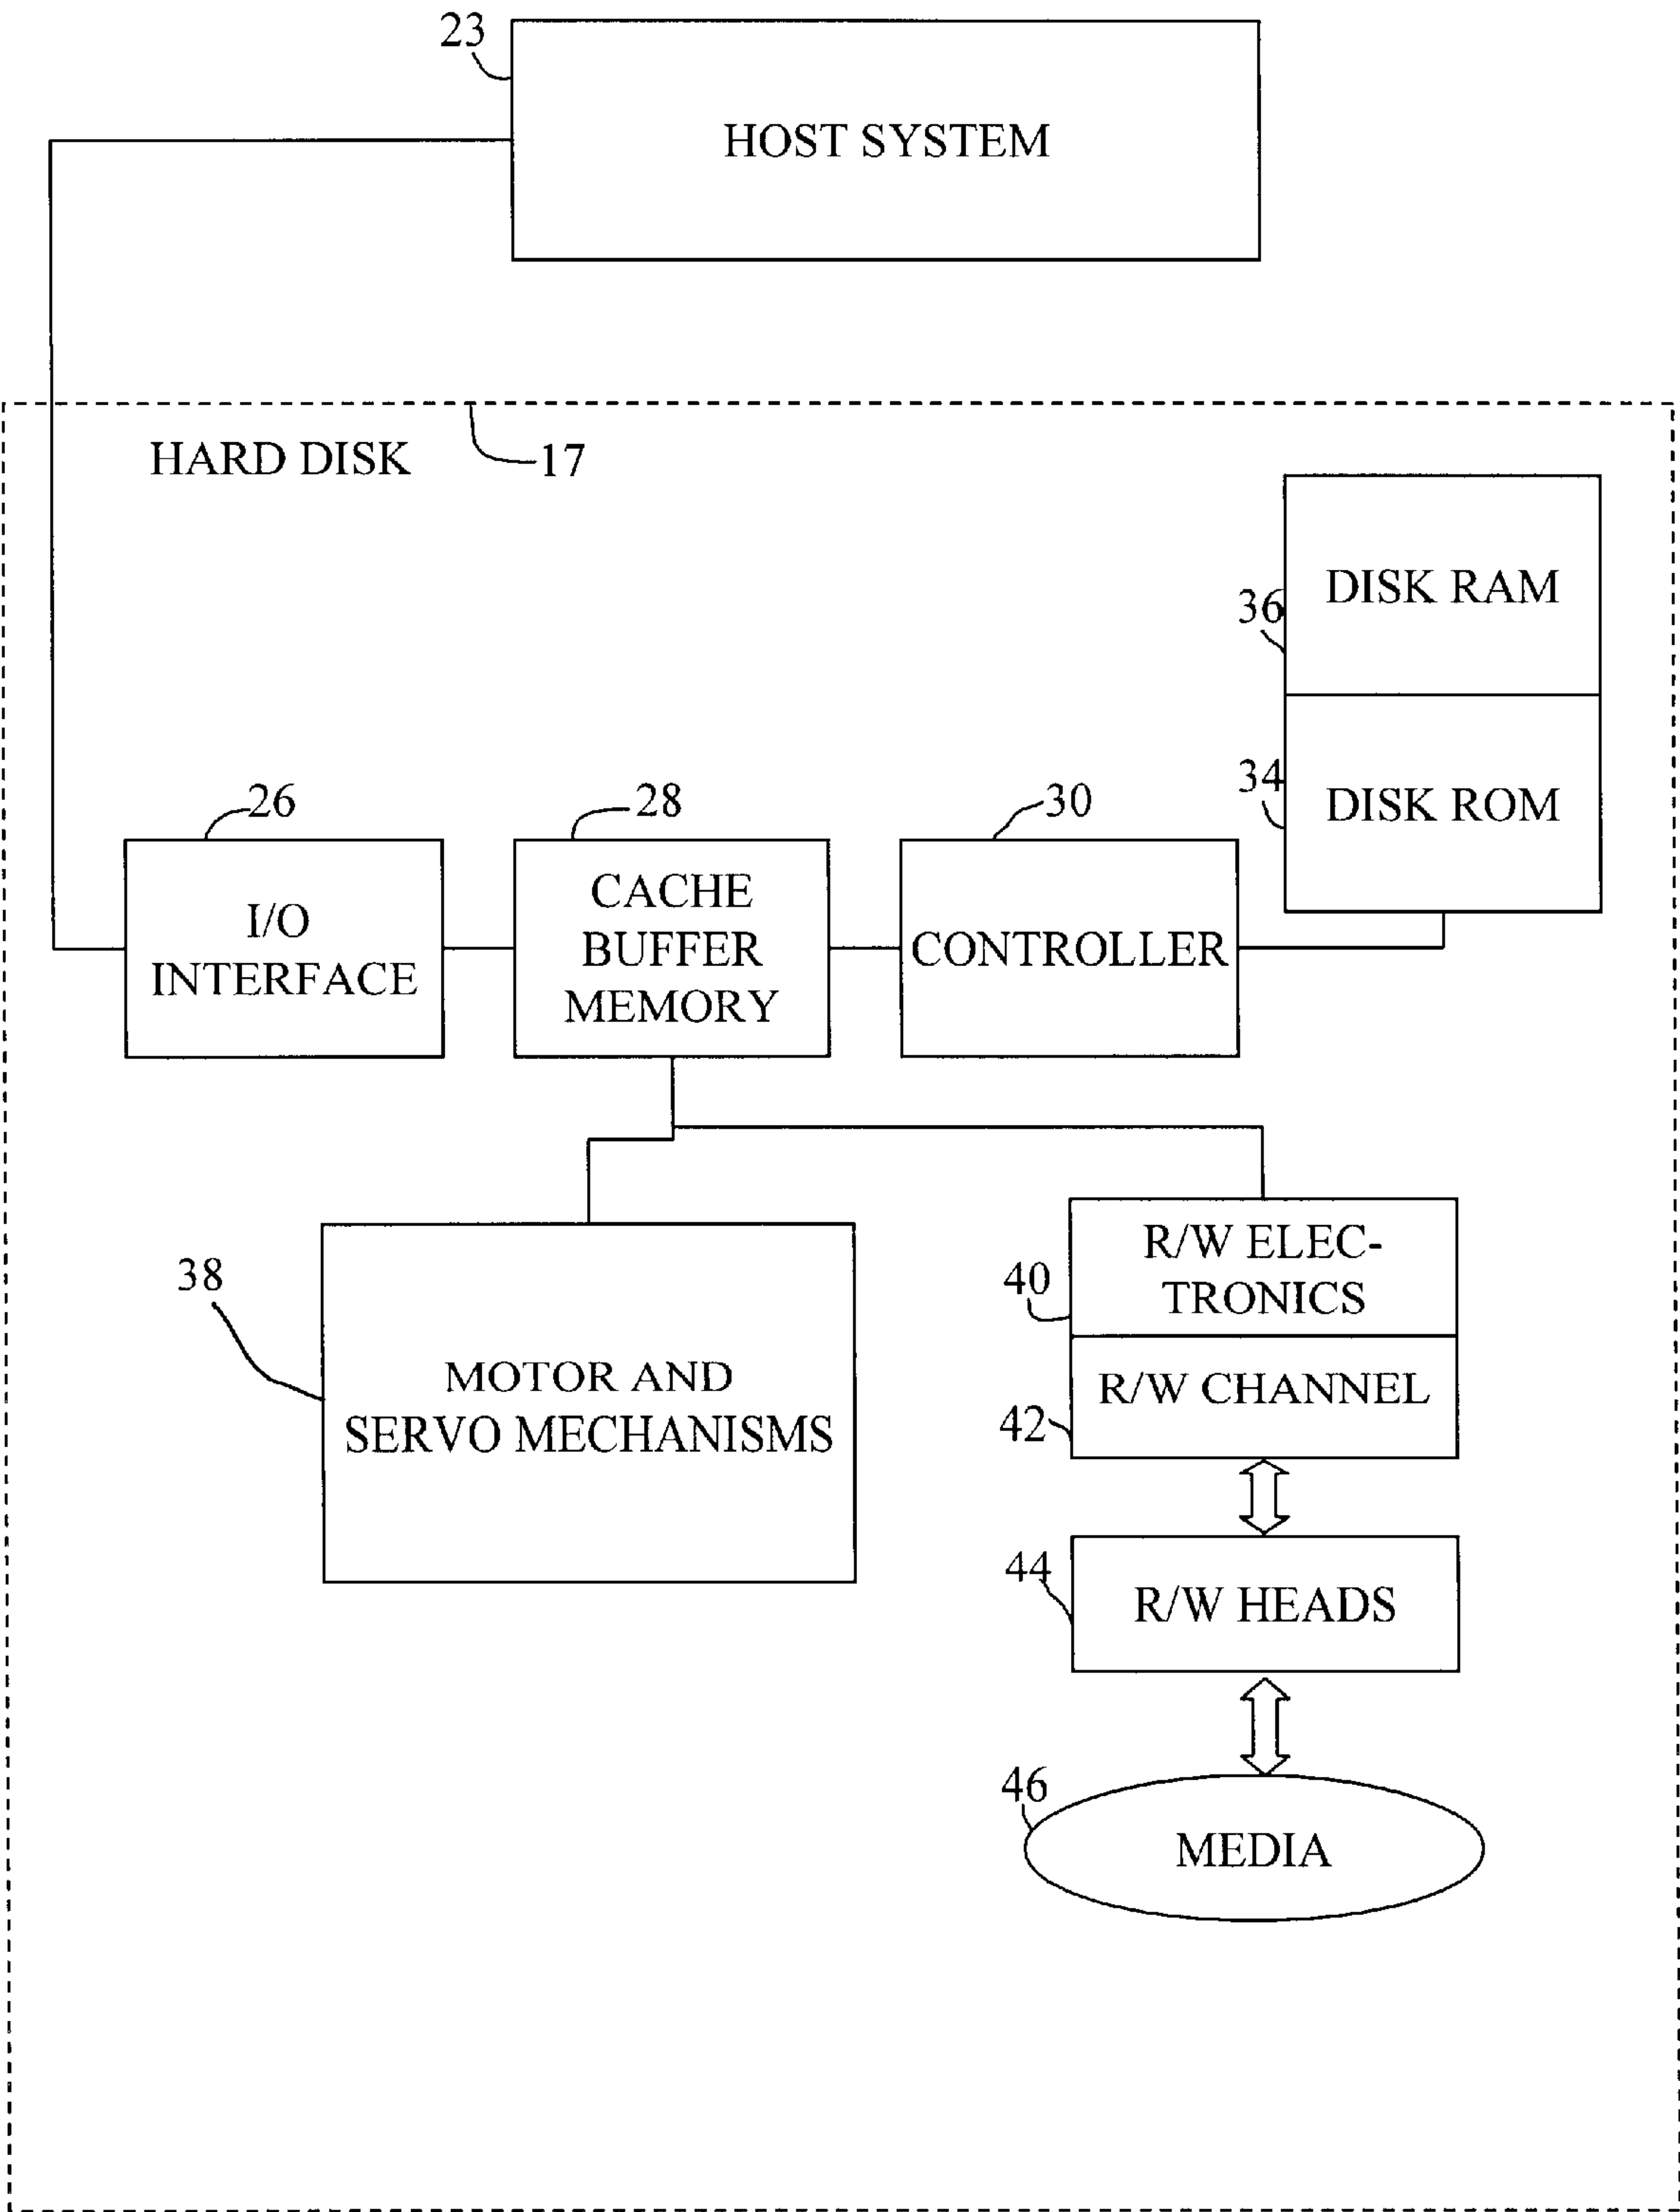 23
HOST SYSTEM
HARD DISK
17
DISK RAM
36
34
DISK ROM
26
28
30
I/O
INTERFACE
CACHE
BUFFER
MEMORY
CONTROLLER
38
MOTOR AND
SERVO MECHANISMS
R/W ELEC-
TRONICS
40
R/W CHANNEL
42
44
R/W HEADS
46
MEDIA